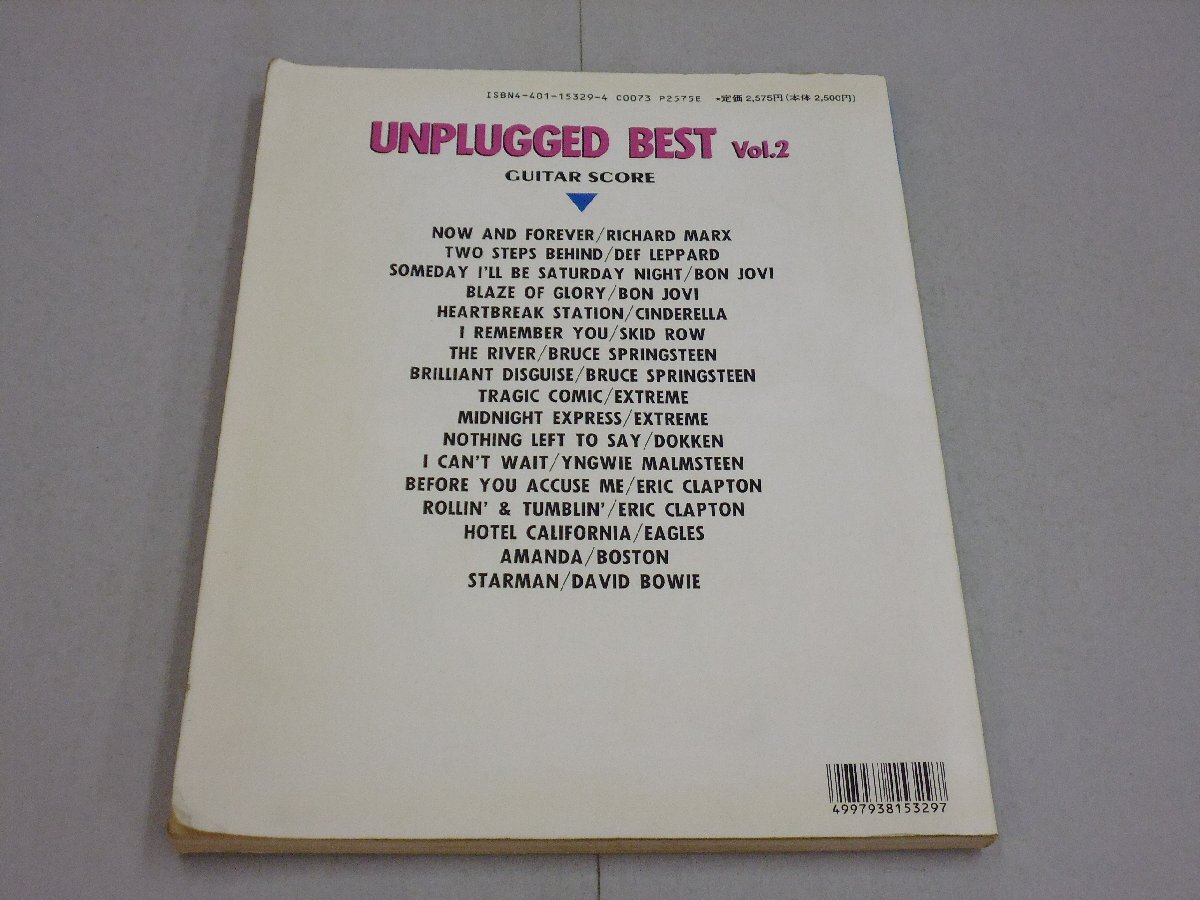 ISBN4-401-15329-4 C0073 P2575E •定価2,575円(本体2,500円)
UNPLUGGED BEST Vol.2
GUITAR SCORE
NOW AND FOREVER/RICHARD MARX
TWO STEPS BEHIND/DEF LEPPARD
SOMEDAY I'LL BE SATURDAY NIGHT/BON JOVI
BLAZE OF GLORY/BON JOVI
HEARTBREAK STATION/CINDERELLA
I REMEMBER YOU/SKID ROW
THE RIVER/BRUCE SPRINGSTEEN
BRILLIANT DISGUISE/BRUCE SPRINGSTEEN
TRAGIC COMIC/EXTREME
MIDNIGHT EXPRESS/EXTREME
NOTHING LEFT TO SAY/DOKKEN
I CAN'T WAIT/YNGWIE MALMSTEEN
BEFORE YOU ACCUSE ME/ERIC CLAPTON
ROLLIN' & TUMBLIN'/ERIC CLAPTON
HOTEL CALIFORNIA/EAGLES
AMANDA/BOSTON
STARMAN/DAVID BOWIE
4997938153297